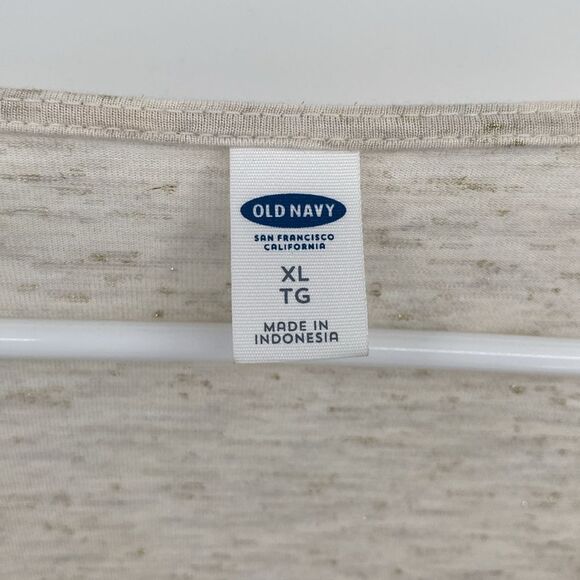 OLD NAVY
SAN FRANCISCO
CALIFORNIA
XL
TG
MADE IN
INDONESIA